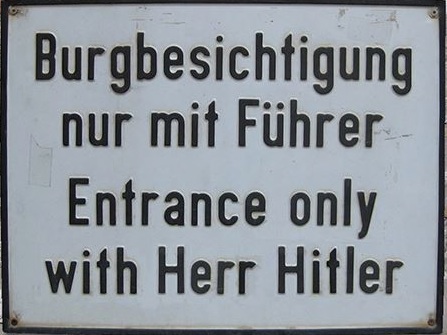 Burgbesichtigung
nur mit Führer
Entrance only
with Herr Hitler